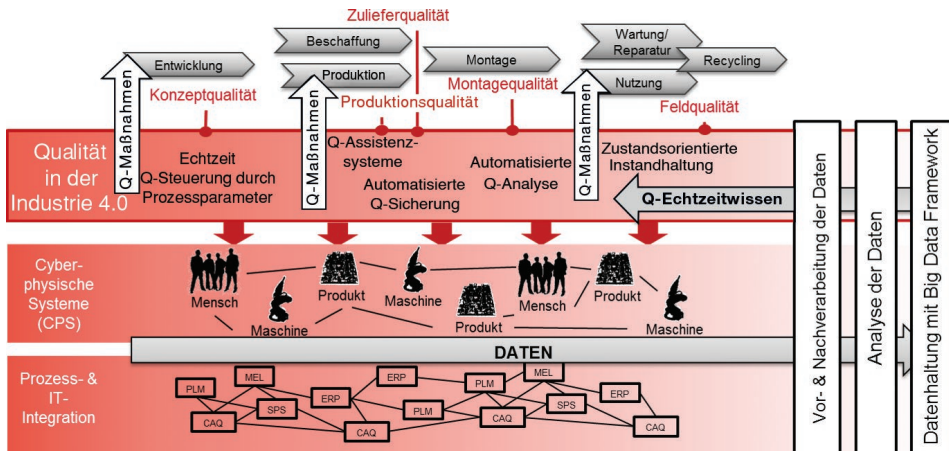 Zulieferqualität
Beschaffung
Wartung/
Reparatur
Entwicklung
Montage
Recycling
Produktion
Nutzung
Konzeptqualität
Produktionsqualität
Montagequalität
Feldqualität
Q-Maßnahmen
Q-Maßnahmen
Q-Maßnahmen
Qualität
in der
Industrie 4.0
Echtzeit
Q-Steuerung durch
Prozessparameter
Q-Assistenz-
systeme
Automatisierte
Q-Sicherung
Automatisierte
Q-Analyse
Zustandsorientierte
Instandhaltung
Q-Echtzeitwissen
Cyber-
physische
Systeme
(CPS)
Mensch
Maschine
Produkt
Maschine
Produkt
Mensch
Produkt
Maschine
DATEN
Prozess- &
IT-
Integration
PLM
MEL
CAQ
SPS
ERP
CAQ
ERP
PLM
PLM
CAQ
MEL
SPS
ERP
CAQ
Vor- & Nachverarbeitung der Daten
Analyse der Daten
Datenhaltung mit Big Data Framework